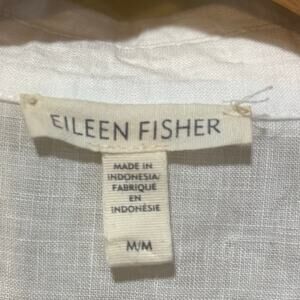 EILEEN FISHER
MADE IN
INDONESIA/
FABRIQUÉ
EN
INDONÉSIE
M/M